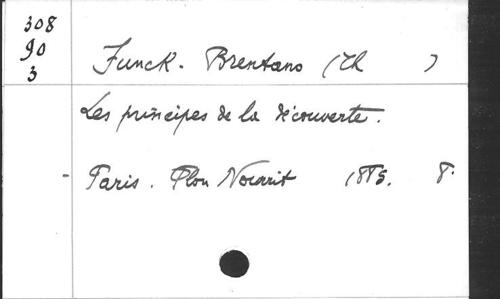 308
90
3
Funck-Brentano (Th )
Les principes de la découverte.
- Paris. Plon Nourrit 1885. 8°